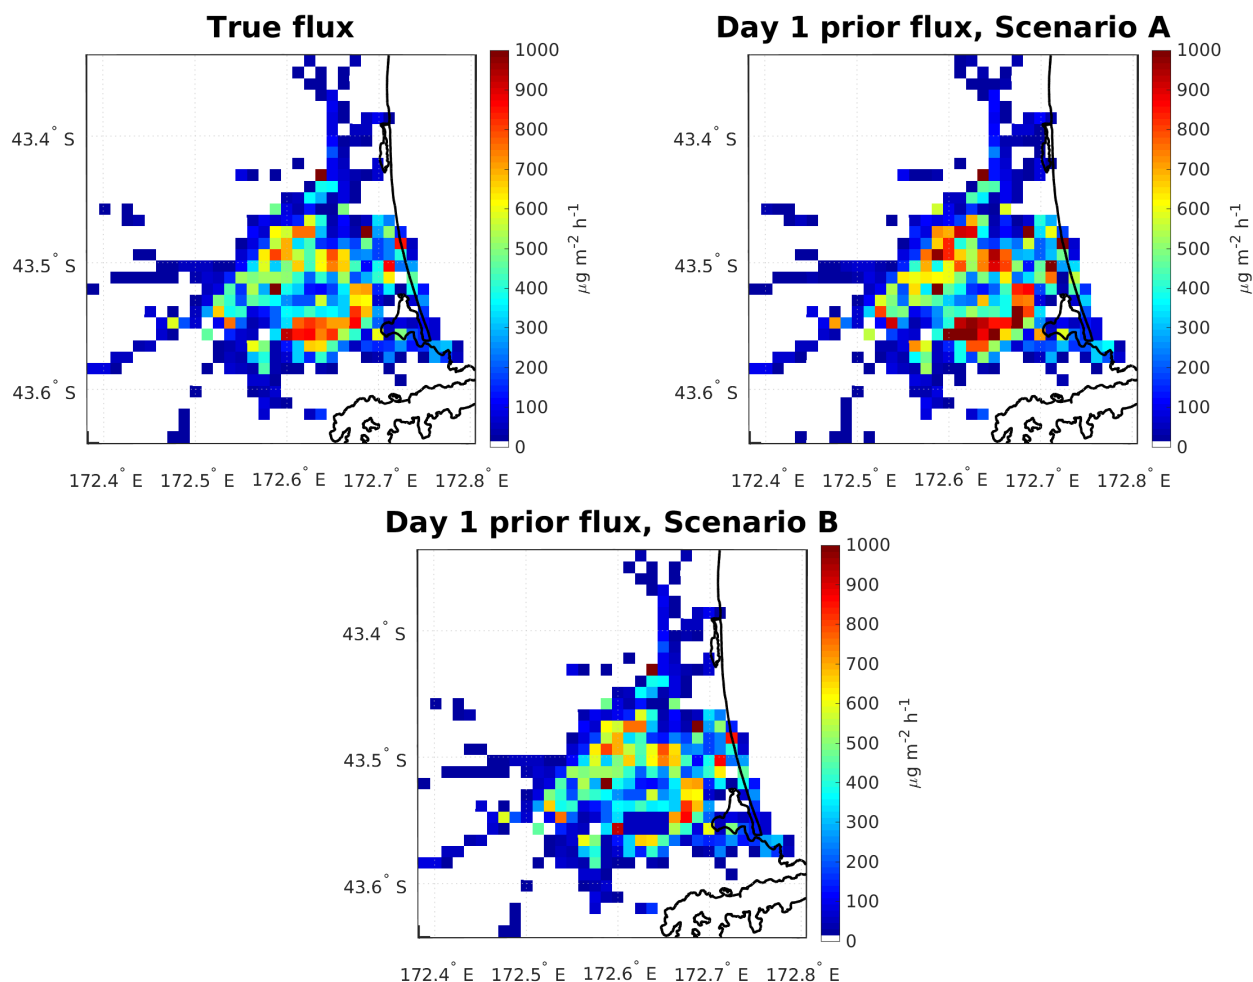 True flux
Day 1 prior flux, Scenario A
1000
900
800
700
600
500
400
300
200
100
0
µg m-2 h-1
43.4° S
43.5° S
43.6° S
172.4° E 172.5° E 172.6° E 172.7° E 172.8° E
1000
900
800
700
600
500
400
300
200
100
0
µg m-2 h-1
43.4° S
43.5° S
43.6° S
172.4° E 172.5° E 172.6° E 172.7° E 172.8° E
Day 1 prior flux, Scenario B
1000
900
800
700
600
500
400
300
200
100
0
µg m-2 h-1
43.4° S
43.5° S
43.6° S
172.4° E 172.5° E 172.6° E 172.7° E 172.8° E